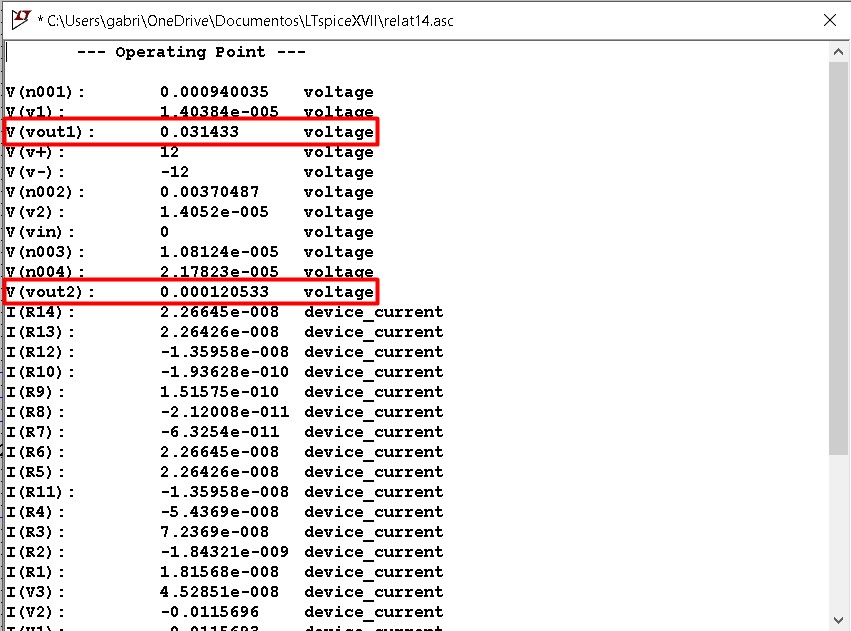 * C:\Users\gabri\OneDrive\Documentos\LTspiceXVII\relat14.asc
--- Operating Point ---
V(n001): 0.000940035 voltage
V(v1): 1.40384e-005 voltage
V(vout1): 0.031433 voltage
V(v+): 12 voltage
V(v-): -12 voltage
V(n002): 0.00370487 voltage
V(v2): 1.4052e-005 voltage
V(vin): 0 voltage
V(n003): 1.08124e-005 voltage
V(n004): 2.17823e-005 voltage
V(vout2): 0.000120533 voltage
I(R14): 2.26645e-008 device_current
I(R13): 2.26426e-008 device_current
I(R12): -1.35958e-008 device_current
I(R10): -1.93628e-010 device_current
I(R9): 1.51575e-010 device_current
I(R8): -2.12008e-011 device_current
I(R7): -6.3254e-011 device_current
I(R6): 2.26645e-008 device_current
I(R5): 2.26426e-008 device_current
I(R11): -1.35958e-008 device_current
I(R4): -5.4369e-008 device_current
I(R3): 7.2369e-008 device_current
I(R2): -1.84321e-009 device_current
I(R1): 1.81568e-008 device_current
I(V3): 4.52851e-008 device_current
I(V2): -0.0115696 device_current
I(V1): -0.0115693 device_current